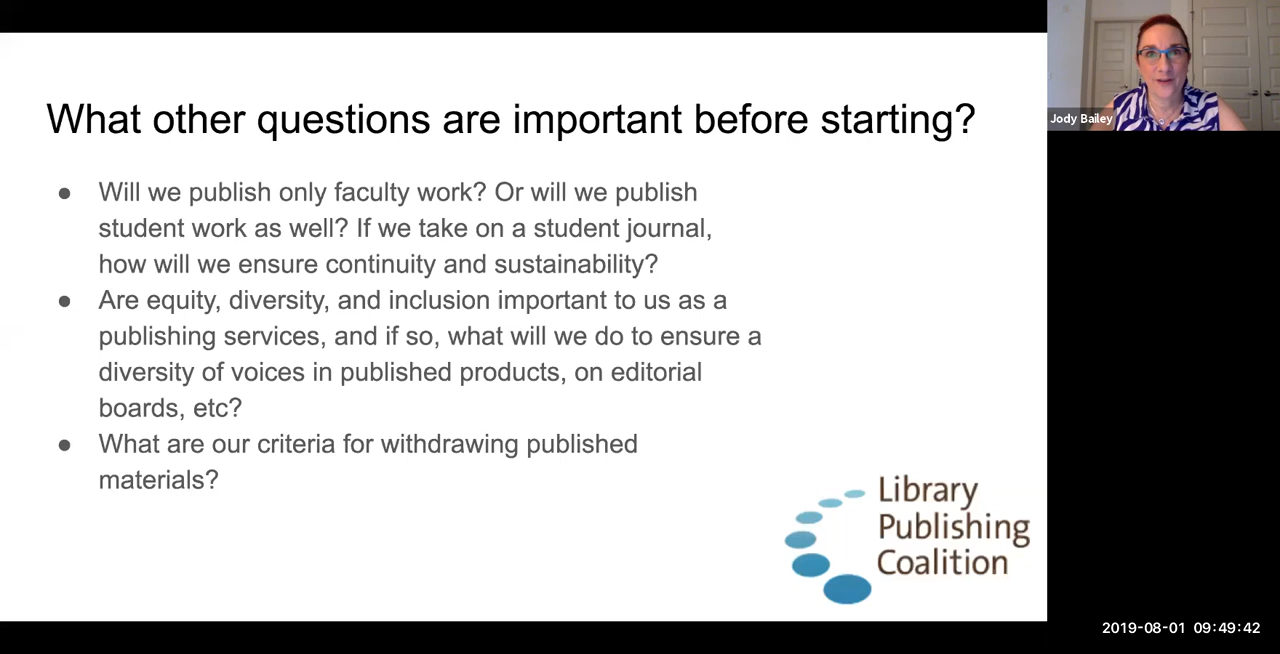 What other questions are important before starting?
● Will we publish only faculty work? Or will we publish
student work as well? If we take on a student journal,
how will we ensure continuity and sustainability?
● Are equity, diversity, and inclusion important to us as a
publishing services, and if so, what will we do to ensure a
diversity of voices in published products, on editorial
boards, etc?
● What are our criteria for withdrawing published
materials?
Library
Publishing
Coalition
Jody Bailey
2019-08-01 09:49:42